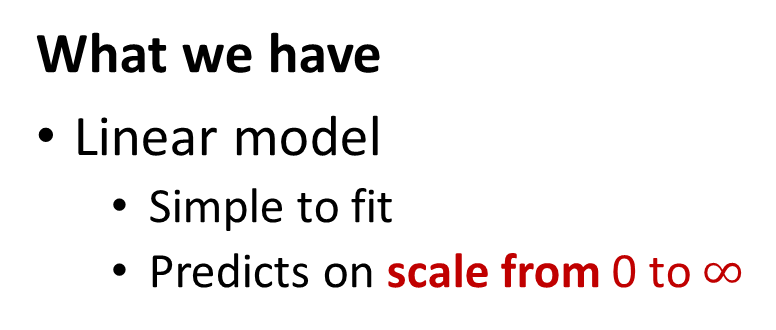 What we have
• Linear model
• Simple to fit
• Predicts on scale from 0 to ∞